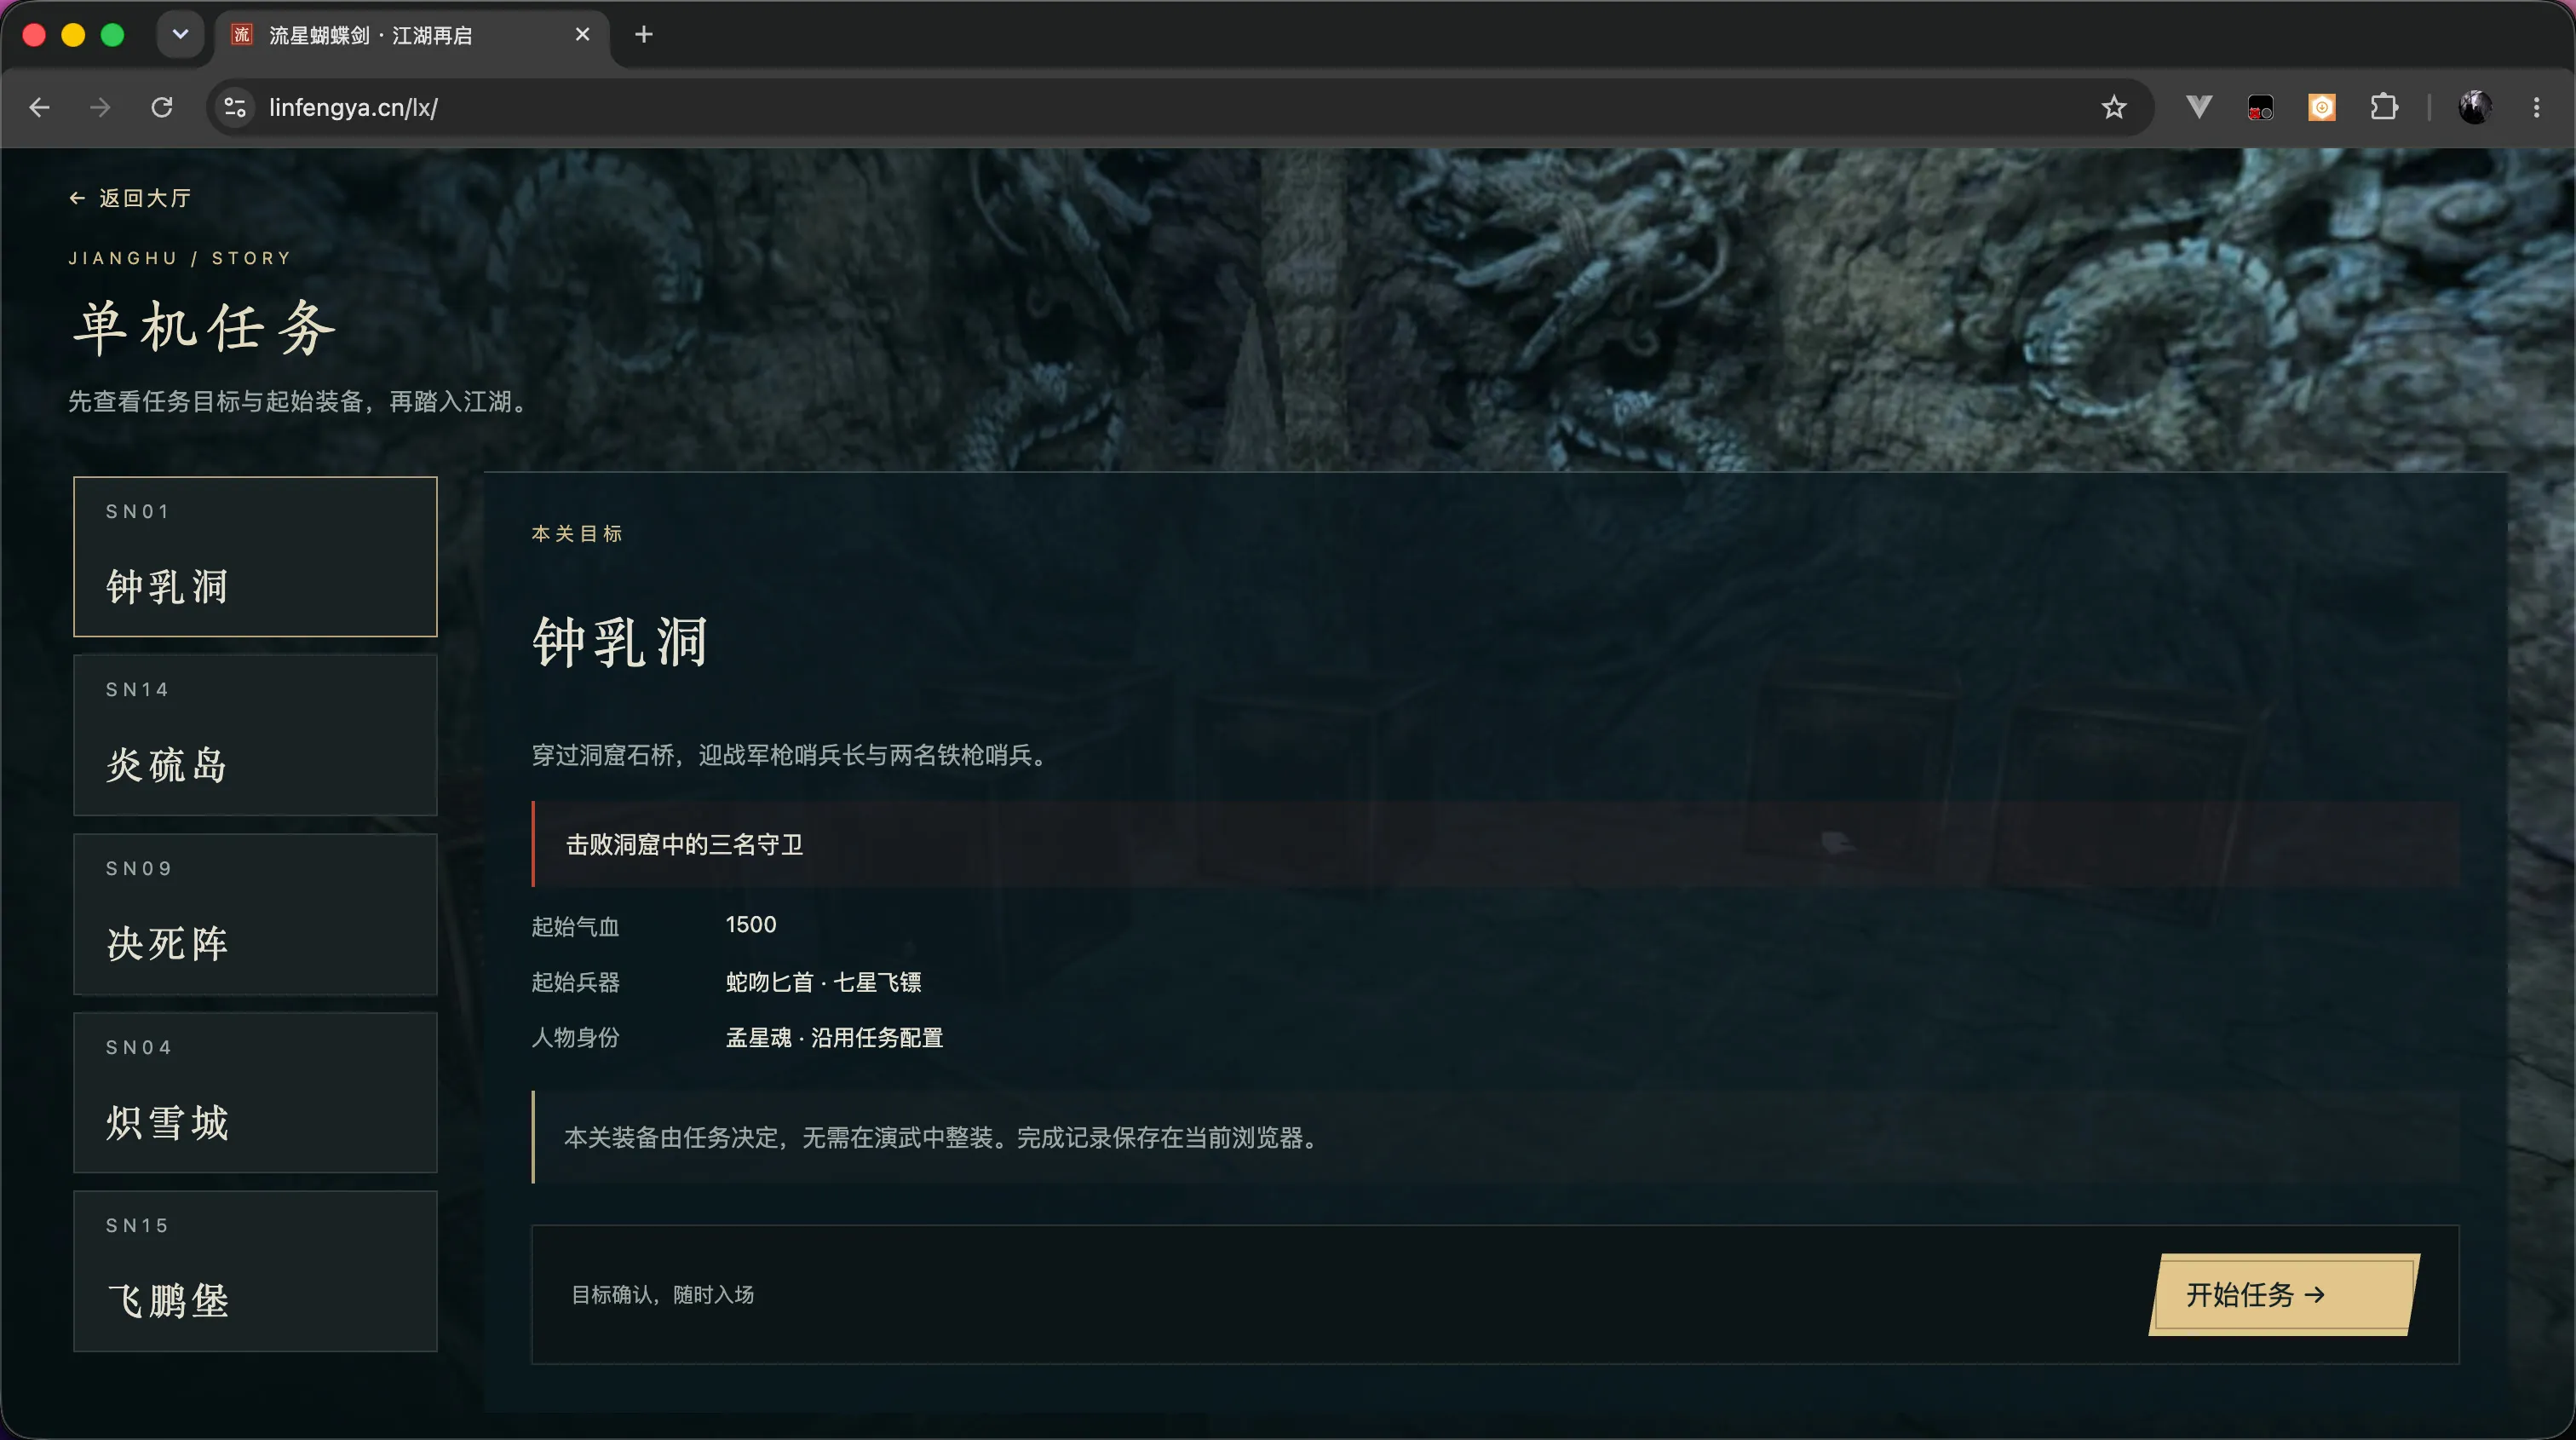 流星蝴蝶剑 · 江湖再启
linfengya.cn/lx/
← 返回大厅
JIANGHU / STORY
单机任务
先查看任务目标与起始装备，再踏入江湖。
SN01
钟乳洞
SN14
炎硫岛
SN09
决死阵
SN04
炽雪城
SN15
飞鹏堡
本关目标
钟乳洞
穿过洞窟石桥，迎战军枪哨兵长与两名铁枪哨兵。
击败洞窟中的三名守卫
起始气血 1500
起始兵器 蛇吻匕首 · 七星飞镖
人物身份 孟星魂 · 沿用任务配置
本关装备由任务决定，无需在演武中整装。完成记录保存在当前浏览器。
目标确认，随时入场
开始任务 →